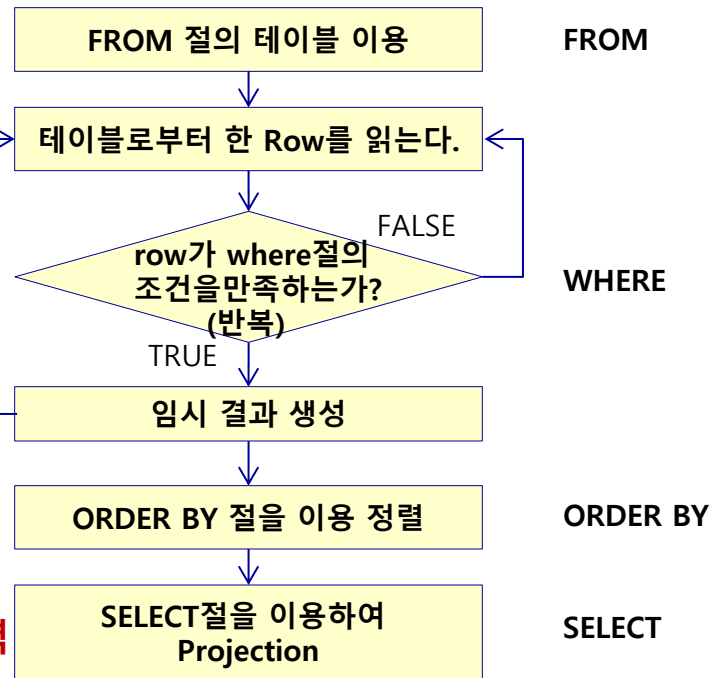 FROM 절의 테이블 이용
FROM
테이블로부터 한 Row를 읽는다.
FALSE
row가 where절의
조건을만족하는가?
(반복)
WHERE
TRUE
임시 결과 생성
ORDER BY 절을 이용 정렬
ORDER BY
SELECT절을 이용하여
Projection
SELECT